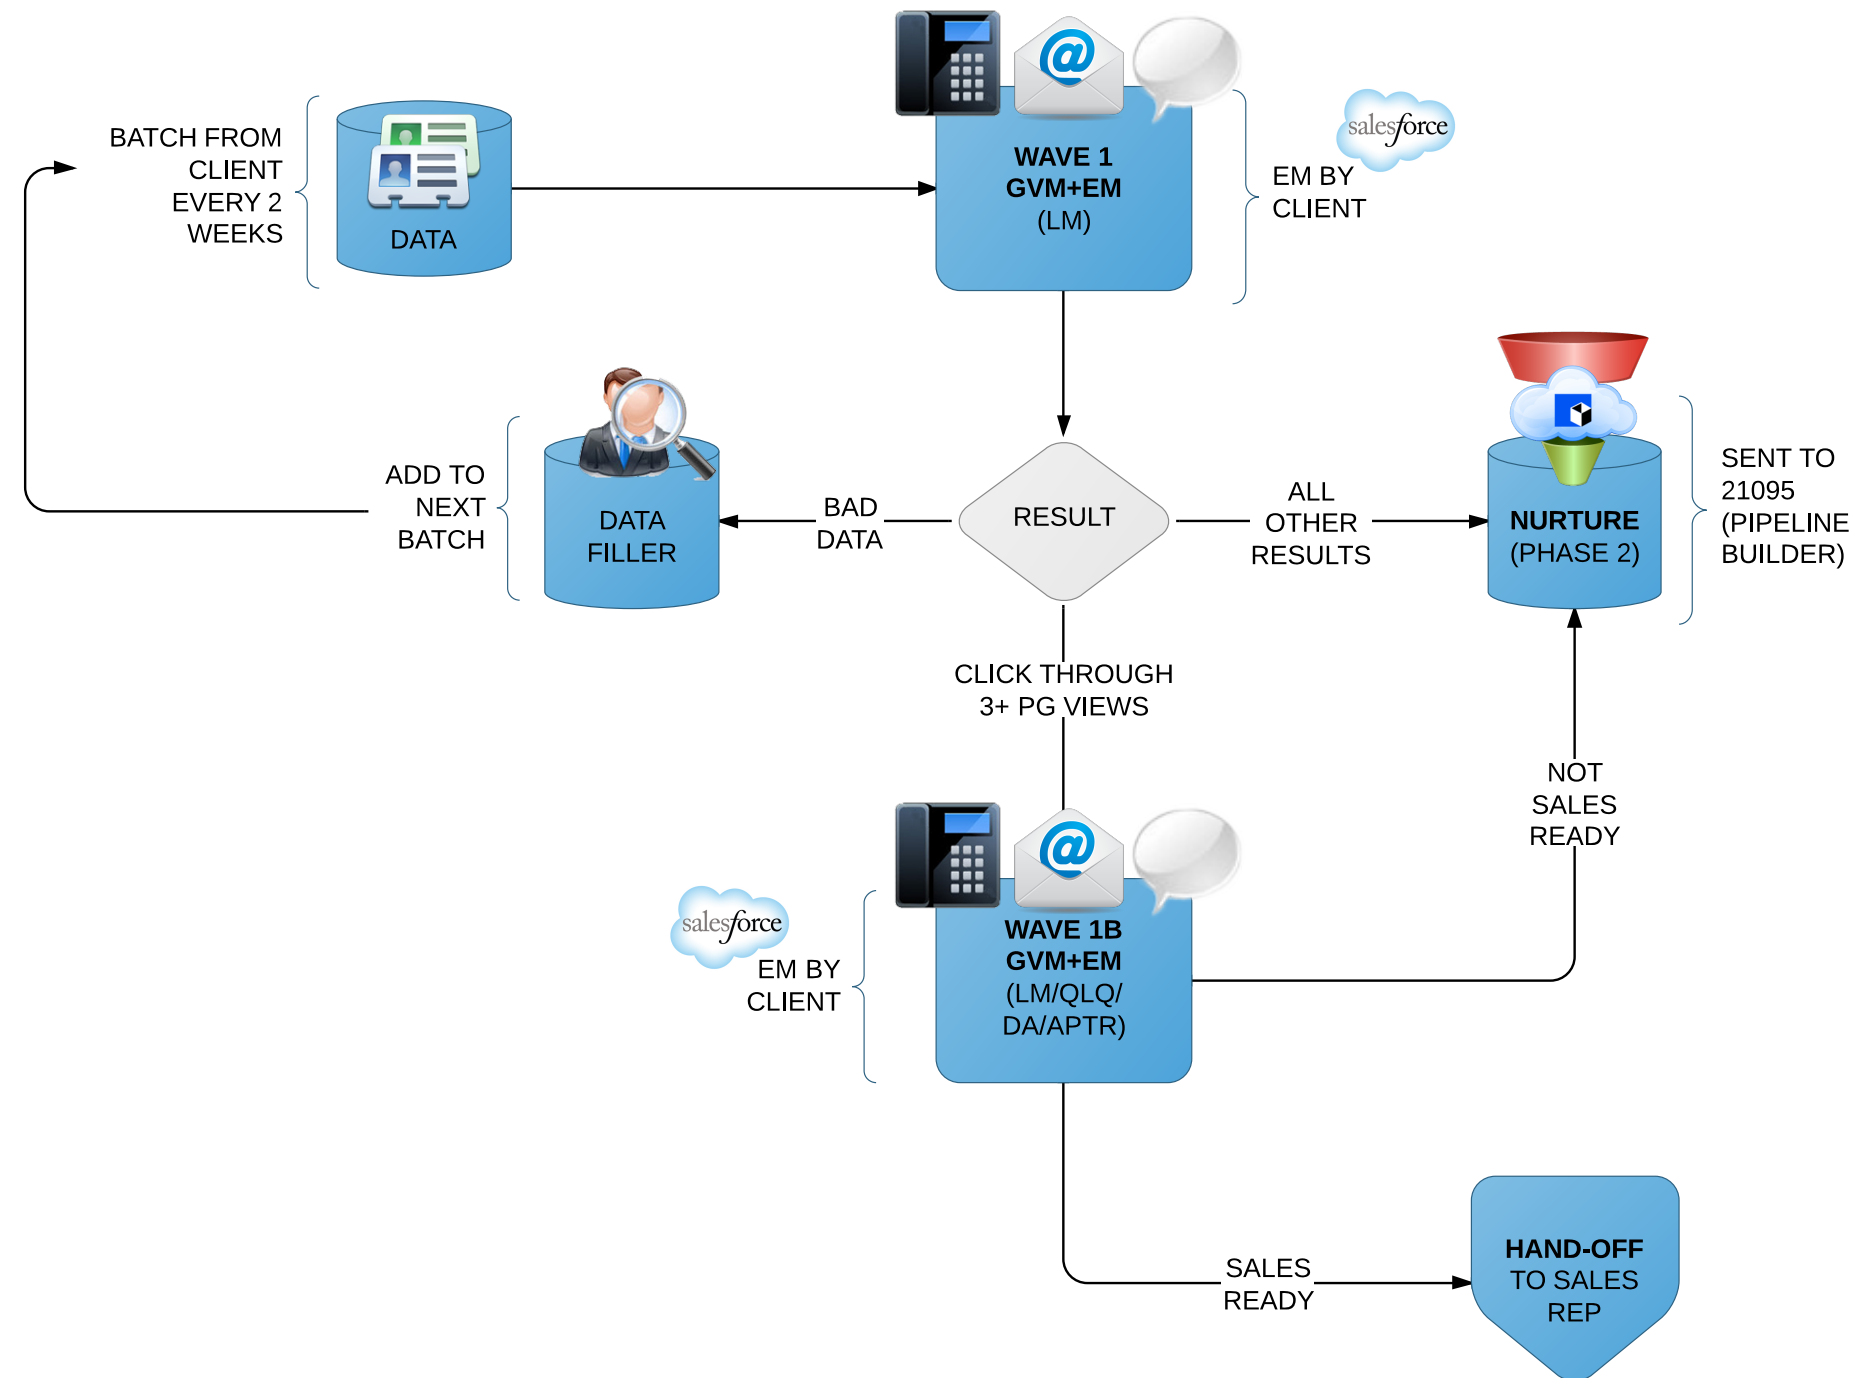 BATCH FROM
CLIENT
EVERY 2
WEEKS
DATA
WAVE 1
GVM+EM
(LM)
salesforce
EM BY
CLIENT
ADD TO
NEXT
BATCH
DATA
FILLER
BAD
DATA
RESULT
ALL
OTHER
RESULTS
NURTURE
(PHASE 2)
SENT TO
21095
(PIPELINE
BUILDER)
CLICK THROUGH
3+ PG VIEWS
NOT
SALES
READY
salesforce
EM BY
CLIENT
WAVE 1B
GVM+EM
(LM/QLQ/
DA/APTR)
SALES
READY
HAND-OFF
TO SALES
REP